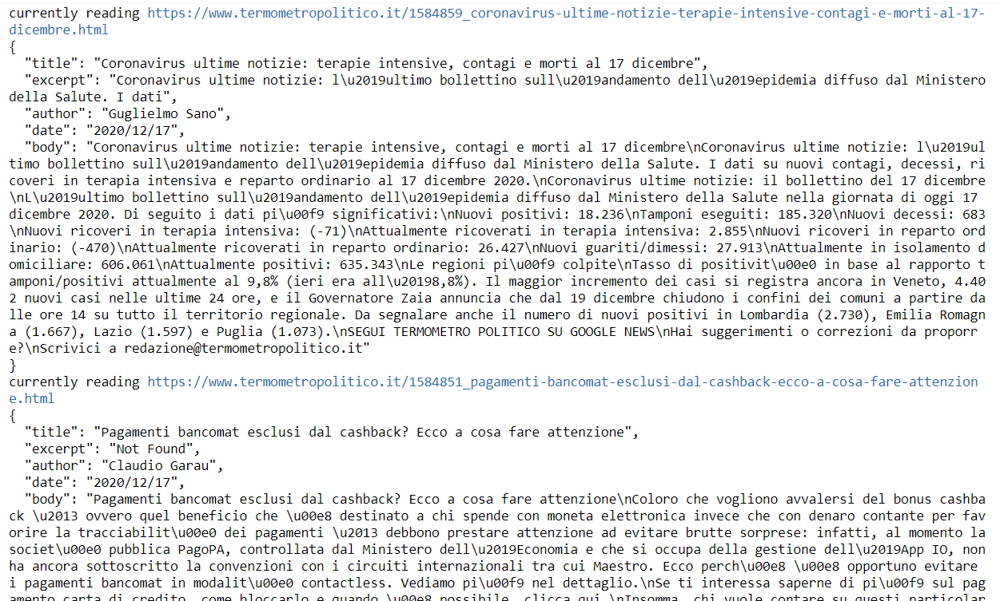 currently reading https://www.termometropolitico.it/1584859_coronavirus-ultime-notizie-terapie-intensive-contagi-e-morti-al-17-
dicembre.html
{
  "title": "Coronavirus ultime notizie: terapie intensive, contagi e morti al 17 dicembre",
  "excerpt": "Coronavirus ultime notizie: l\u2019ultimo bollettino sull\u2019andamento dell\u2019epidemia diffuso dal Ministero
della Salute. I dati",
  "author": "Guglielmo Sano",
  "date": "2020/12/17",
  "body": "Coronavirus ultime notizie: terapie intensive, contagi e morti al 17 dicembre\nCoronavirus ultime notizie: l\u2019ul
timo bollettino sull\u2019andamento dell\u2019epidemia diffuso dal Ministero della Salute. I dati su nuovi contagi, decessi, ri
coveri in terapia intensiva e reparto ordinario al 17 dicembre 2020.\nCoronavirus ultime notizie: il bollettino del 17 dicembre
\nL\u2019ultimo bollettino sull\u2019andamento dell\u2019epidemia diffuso dal Ministero della Salute nella giornata di oggi 17
dicembre 2020. Di seguito i dati pi\u00f9 significativi:\nNuovi positivi: 18.236\nTamponi eseguiti: 185.320\nNuovi decessi: 683
\nNuovi ricoveri in terapia intensiva: (-71)\nAttualmente ricoverati in terapia intensiva: 2.855\nNuovi ricoveri in reparto ord
inario: (-470)\nAttualmente ricoverati in reparto ordinario: 26.427\nNuovi guariti/dimessi: 27.913\nAttualmente in isolamento d
omiciliare: 606.061\nAttualmente positivi: 635.343\nLe regioni pi\u00f9 colpite\nTasso di positivit\u00e0 in base al rapporto t
amponi/positivi attualmente al 9,8% (ieri era all\u20198,8%). Il maggior incremento dei casi si registra ancora in Veneto, 4.40
2 nuovi casi nelle ultime 24 ore, e il Governatore Zaia annuncia che dal 19 dicembre chiudono i confini dei comuni a partire da
lle ore 14 su tutto il territorio regionale. Da segnalare anche il numero di nuovi positivi in Lombardia (2.730), Emilia Romagn
a (1.667), Lazio (1.597) e Puglia (1.073).\nSEGUI TERMOMETRO POLITICO SU GOOGLE NEWS\nHai suggerimenti o correzioni da proporr
e?\nScrivici a redazione@termometropolitico.it"
}
currently reading https://www.termometropolitico.it/1584851_pagamenti-bancomat-esclusi-dal-cashback-ecco-a-cosa-fare-attenzion
e.html
{
  "title": "Pagamenti bancomat esclusi dal cashback? Ecco a cosa fare attenzione",
  "excerpt": "Not Found",
  "author": "Claudio Garau",
  "date": "2020/12/17",
  "body": "Pagamenti bancomat esclusi dal cashback? Ecco a cosa fare attenzione\nColoro che vogliono avvalersi del bonus cashba
ck \u2013 ovvero quel beneficio che \u00e8 destinato a chi spende con moneta elettronica invece che con denaro contante per fav
orire la tracciabilit\u00e0 dei pagamenti \u2013 debbono prestare attenzione ad evitare brutte sorprese: infatti, al momento la
societ\u00e0 pubblica PagoPA, controllata dal Ministero dell\u2019Economia e che si occupa della gestione dell\u2019App IO, non
ha ancora sottoscritto la convenzioni con i circuiti internazionali tra cui Maestro. Ecco perch\u00e8 \u00e8 opportuno evitare
i pagamenti bancomat in modalit\u00e0 contactless. Vediamo pi\u00f9 nel dettaglio.\nSe ti interessa saperne di pi\u00f9 sul pag
amento carta di credito, come bloccarlo e quando \u00e8 possibile, clicca qui.\nInsomma, chi vuole contare su questi particolar